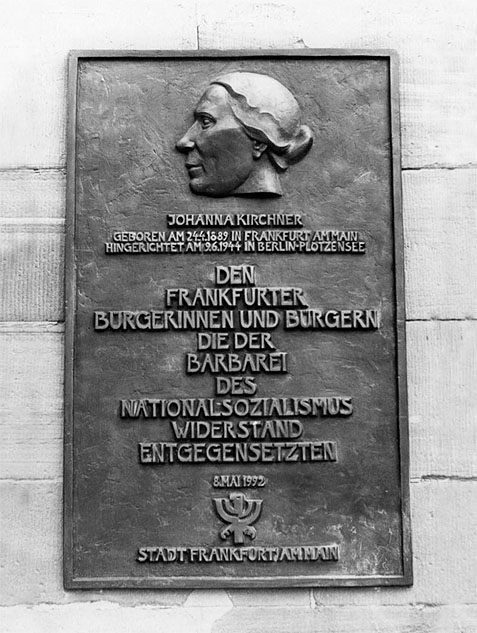 JOHANNA KIRCHNER
GEBOREN AM 24.4.1889 IN FRANKFURT AM MAIN
HINGERICHTET AM 9.6.1944 IN BERLIN-PLÖTZENSEE
DEN
FRANKFURTER
BÜRGERINNEN UND BÜRGERN
DIE DER
BARBAREI
DES
NATIONALSOZIALISMUS
WIDERSTAND
ENTGEGENSETZTEN
8.MAI 1992
STADT FRANKFURT AM MAIN